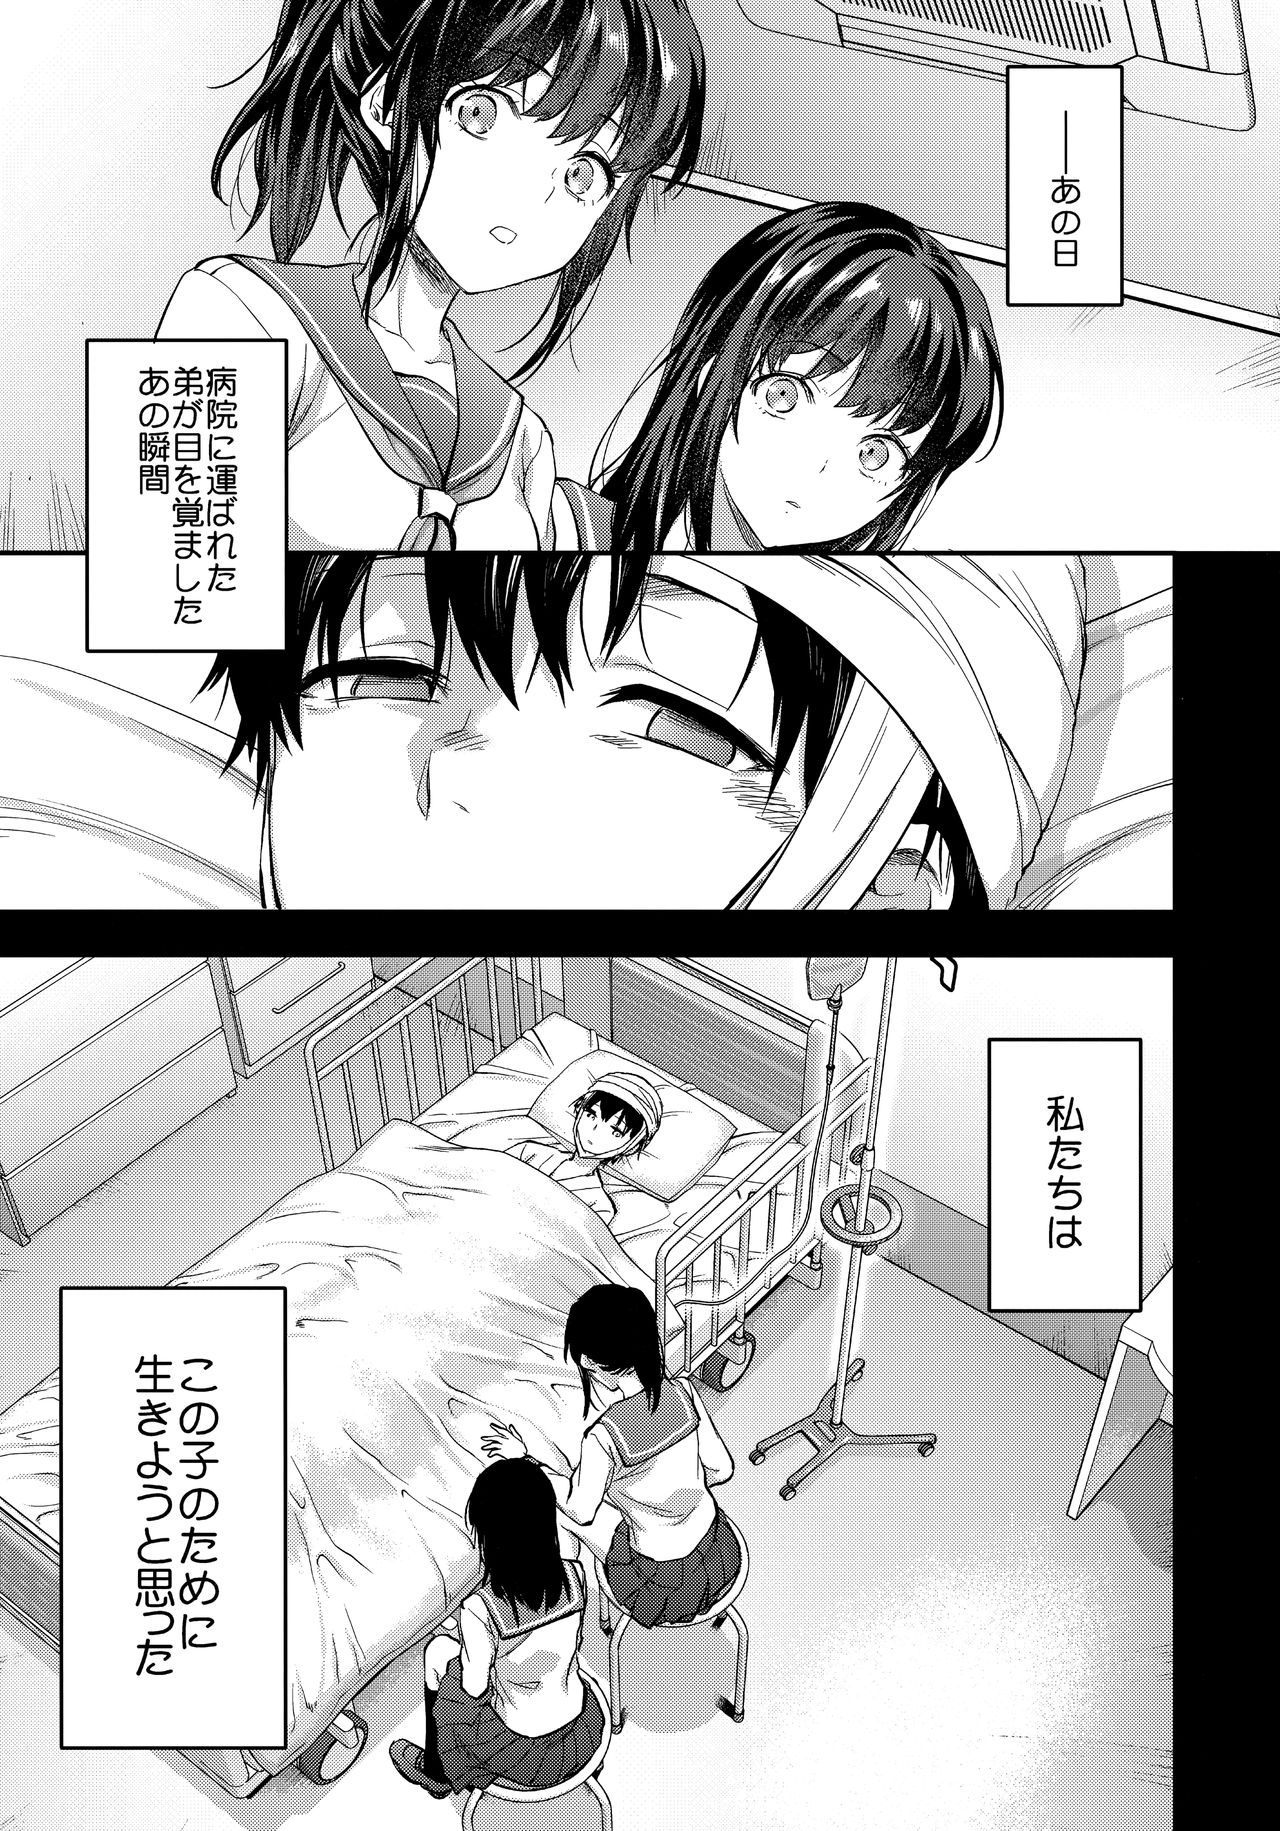 ――あの日
病院に運ばれた
弟が目を覚ました
あの瞬間
私たちは
この子のために
生きようと思った